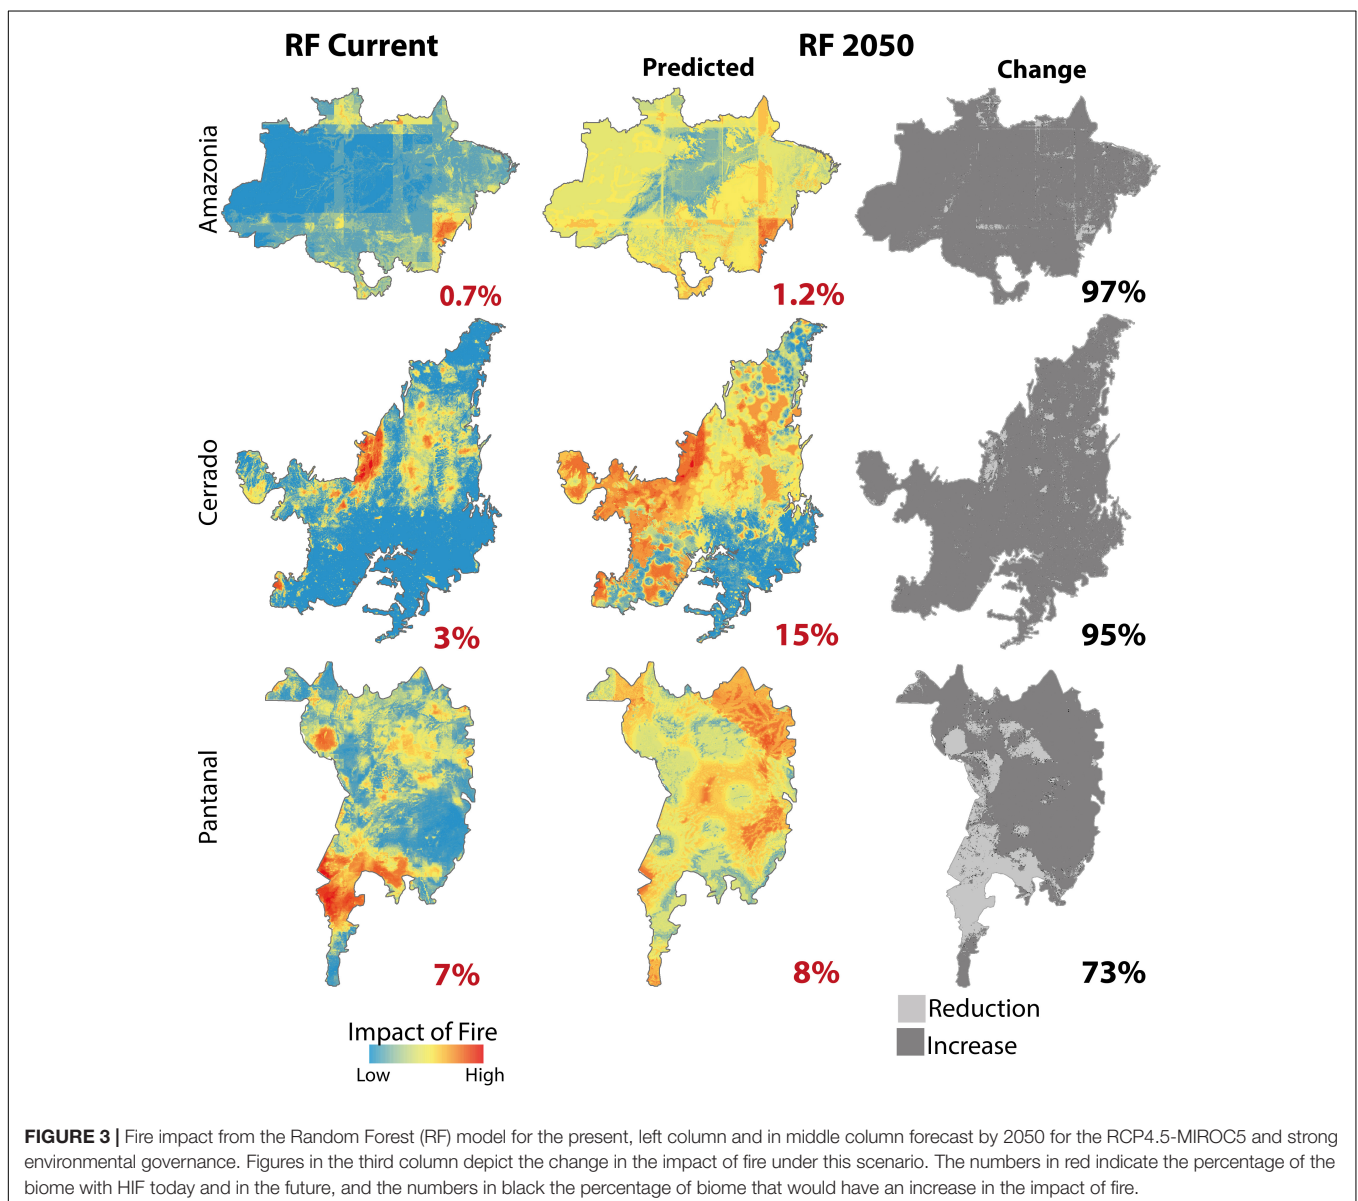 RF Current
RF 2050
Predicted
Change
Amazonia
0.7%
1.2%
97%
Cerrado
3%
15%
95%
Pantanal
7%
8%
73%
Reduction
Increase
Impact of Fire
Low
High
FIGURE 3 | Fire impact from the Random Forest (RF) model for the present, left column and in middle column forecast by 2050 for the RCP4.5-MIROC5 and strong
environmental governance. Figures in the third column depict the change in the impact of fire under this scenario. The numbers in red indicate the percentage of the
biome with HIF today and in the future, and the numbers in black the percentage of biome that would have an increase in the impact of fire.